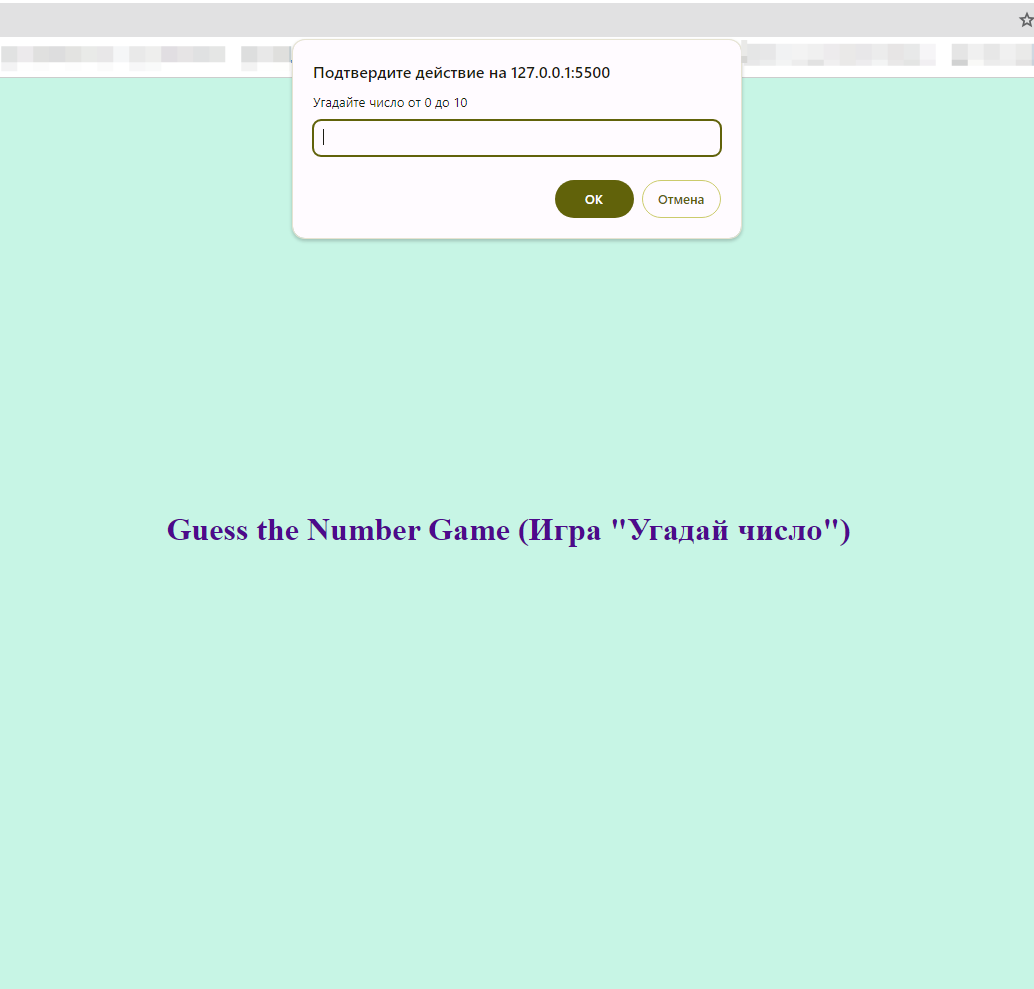 Подтвердите действие на 127.0.0.1:5500
Угадайте число от 0 до 10
ОК
Отмена
Guess the Number Game (Игра "Угадай число")